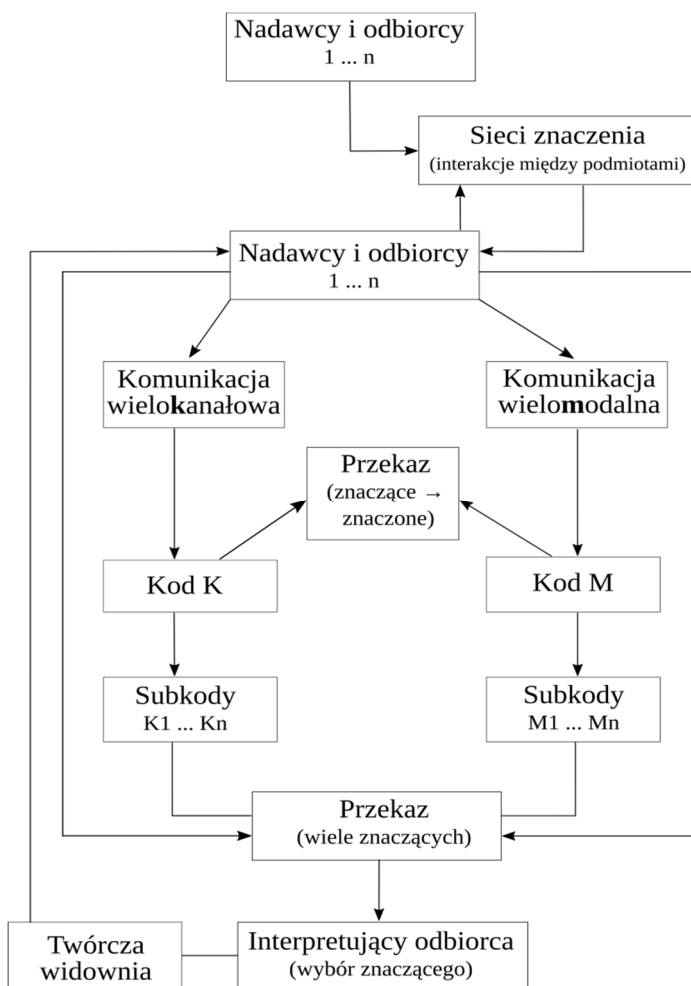 Nadawcy i odbiorcy
1 ... n
Sieci znaczenia
(interakcje między podmiotami)
Nadawcy i odbiorcy
1 ... n
Komunikacja
wielokanałowa
Komunikacja
wielomodalna
Przekaz
(znaczące →
znaczone)
Kod K
Kod M
Subkody
K1 ... Kn
Subkody
M1 ... Mn
Przekaz
(wiele znaczących)
Twórcza
widownia
Interpretujący odbiorca
(wybór znaczącego)